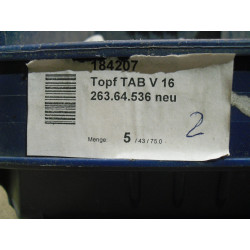 184207
Topf TAB V 16
263.64.536 neu
Menge: 5 / 43 / 75.0
2